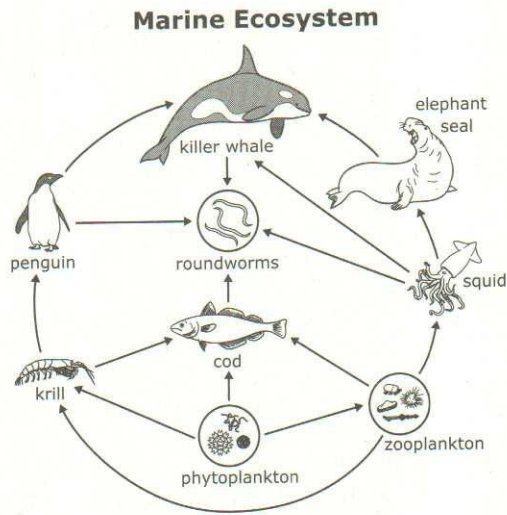 Marine Ecosystem
elephant
seal
killer whale
penguin
roundworms
squid
cod
krill
zooplankton
phytoplankton